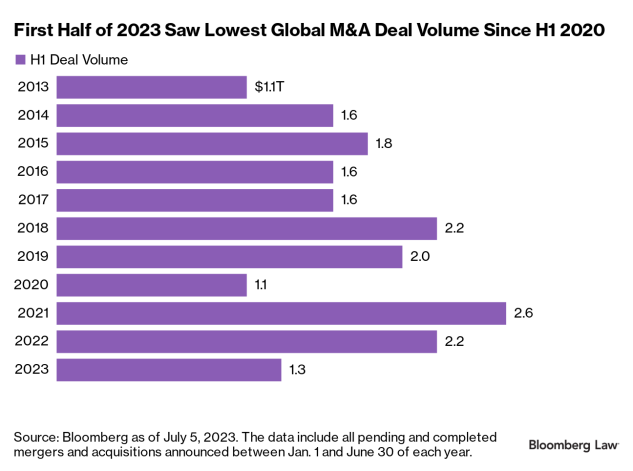 First Half of 2023 Saw Lowest Global M&A Deal Volume Since H1 2020
H1 Deal Volume
2013 $1.1T
2014 1.6
2015 1.8
2016 1.6
2017 1.6
2018 2.2
2019 2.0
2020 1.1
2021 2.6
2022 2.2
2023 1.3
Source: Bloomberg as of July 5, 2023. The data include all pending and completed
mergers and acquisitions announced between Jan. 1 and June 30 of each year.
Bloomberg Law